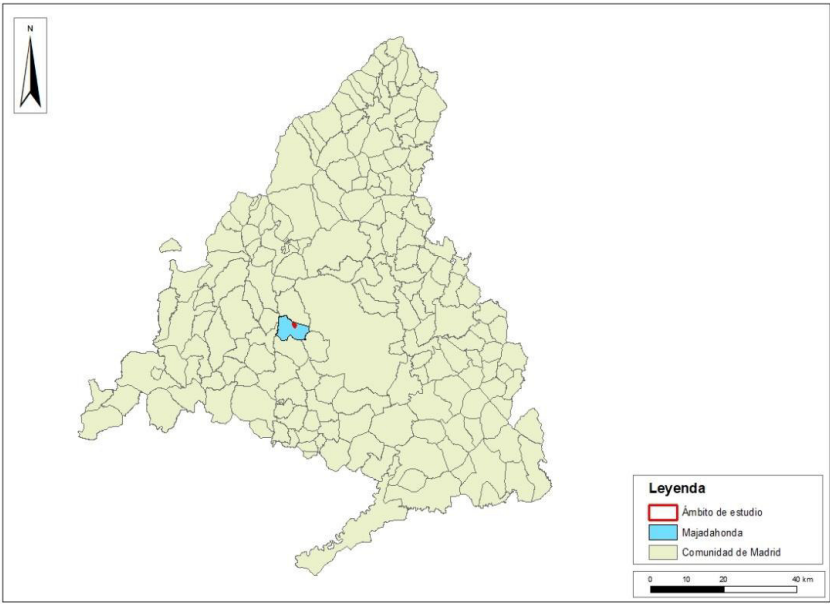 N
Leyenda
Ámbito de estudio
Majadahonda
Comunidad de Madrid
0 10 20 40 km